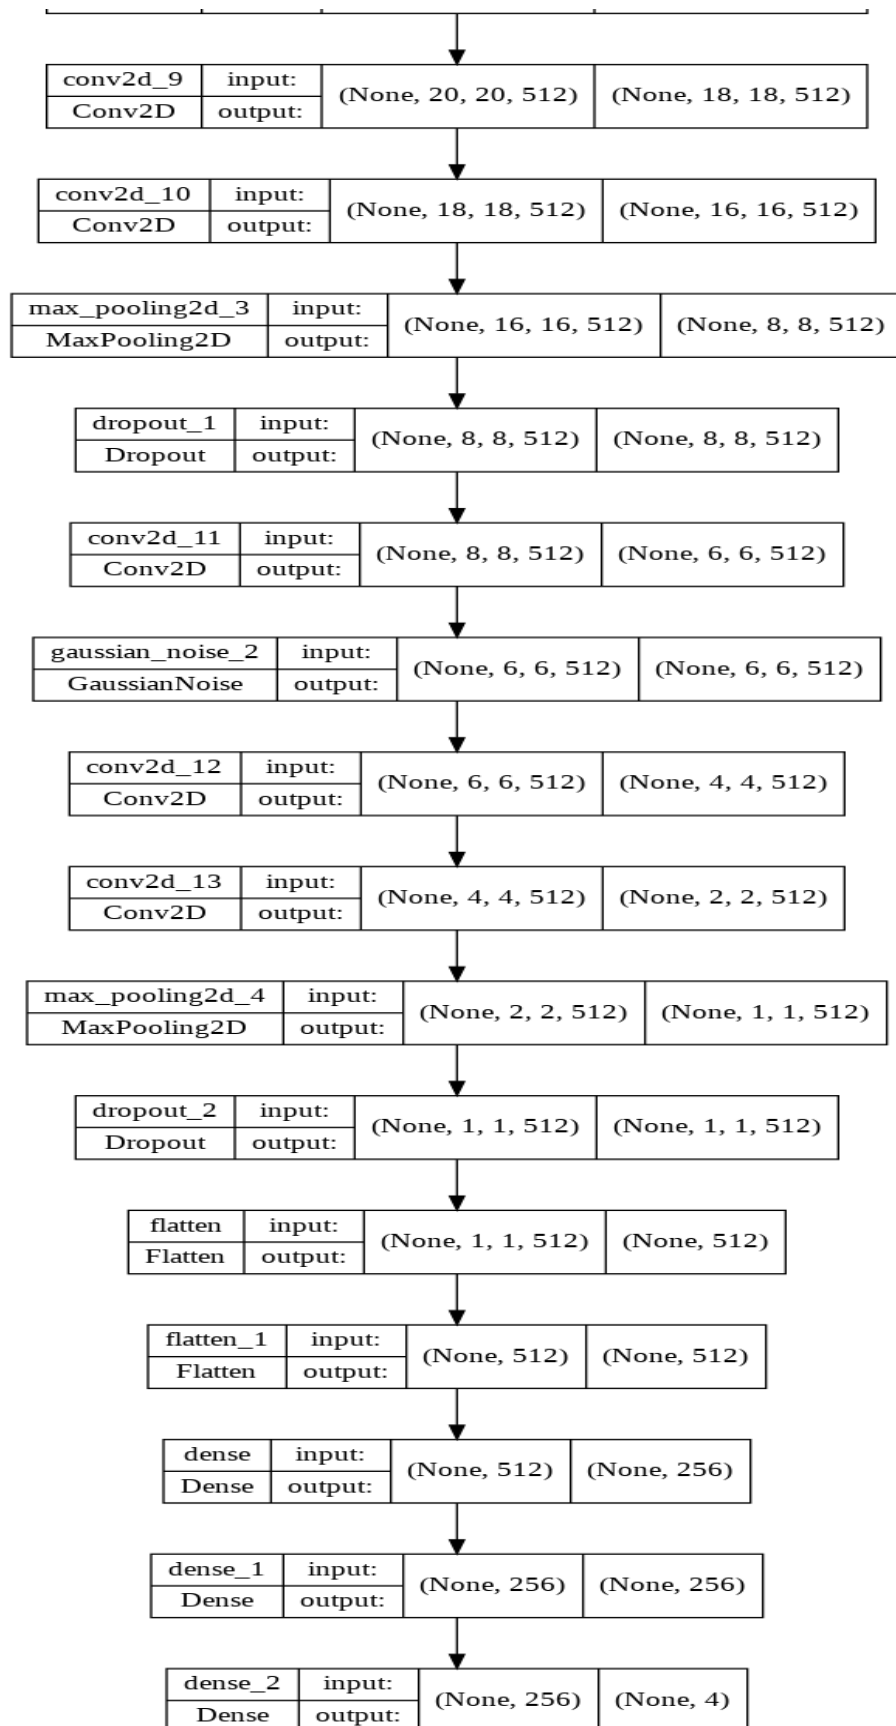 conv2d_9 input: (None, 20, 20, 512) (None, 18, 18, 512)
Conv2D output:
conv2d_10 input: (None, 18, 18, 512) (None, 16, 16, 512)
Conv2D output:
max_pooling2d_3 input: (None, 16, 16, 512) (None, 8, 8, 512)
MaxPooling2D output:
dropout_1 input: (None, 8, 8, 512) (None, 8, 8, 512)
Dropout output:
conv2d_11 input: (None, 8, 8, 512) (None, 6, 6, 512)
Conv2D output:
gaussian_noise_2 input: (None, 6, 6, 512) (None, 6, 6, 512)
GaussianNoise output:
conv2d_12 input: (None, 6, 6, 512) (None, 4, 4, 512)
Conv2D output:
conv2d_13 input: (None, 4, 4, 512) (None, 2, 2, 512)
Conv2D output:
max_pooling2d_4 input: (None, 2, 2, 512) (None, 1, 1, 512)
MaxPooling2D output:
dropout_2 input: (None, 1, 1, 512) (None, 1, 1, 512)
Dropout output:
flatten input: (None, 1, 1, 512) (None, 512)
Flatten output:
flatten_1 input: (None, 512) (None, 512)
Flatten output:
dense input: (None, 512) (None, 256)
Dense output:
dense_1 input: (None, 256) (None, 256)
Dense output:
dense_2 input: (None, 256) (None, 4)
Dense output: